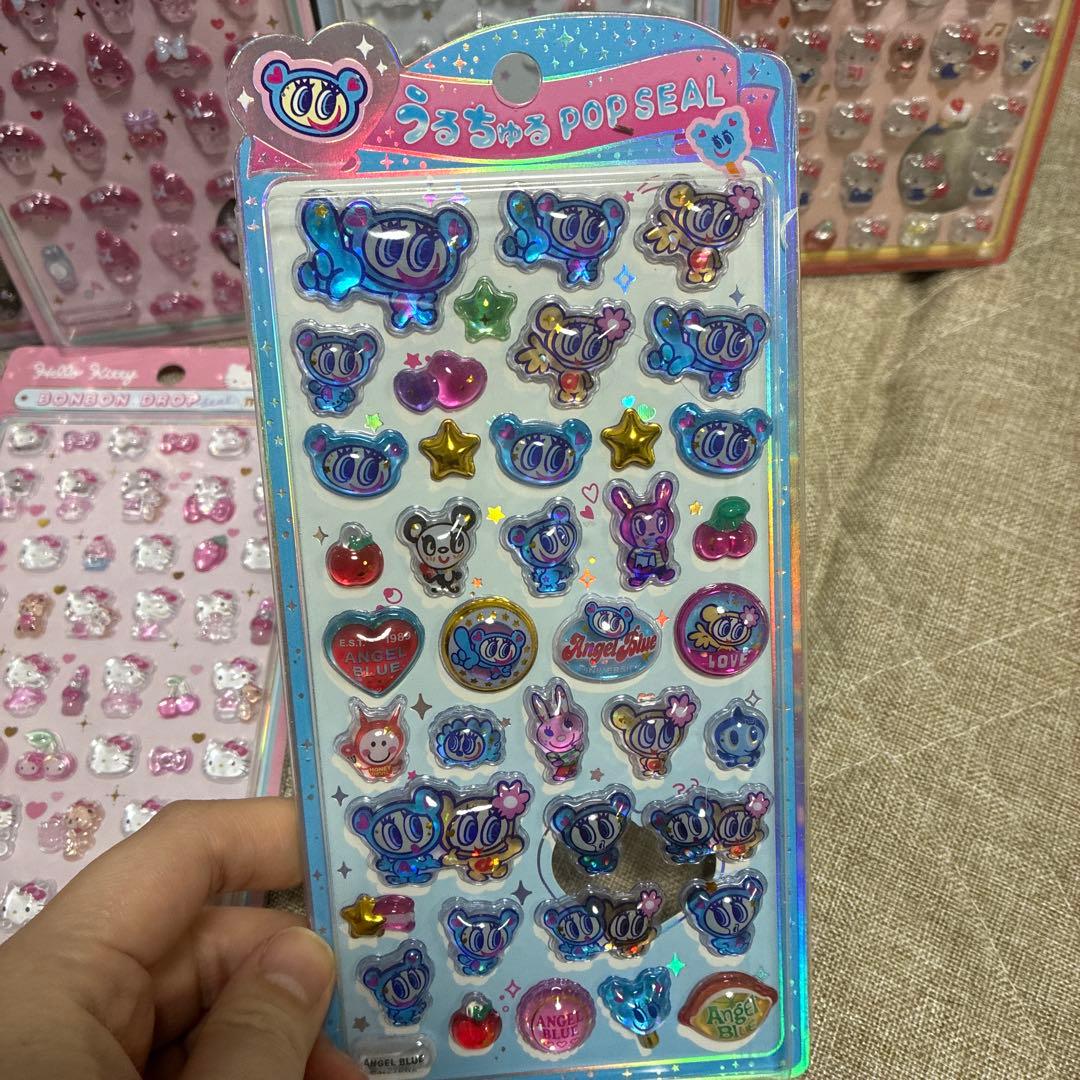 うるちゅる POP SEAL
Hello Kitty
BONBON DROP
E.S.T. 1989
ANGEL
BLUE
Angel Blue
LOVE
HONEY
ANGEL
BLUE
Angel
BLUE
ANGEL BLUE